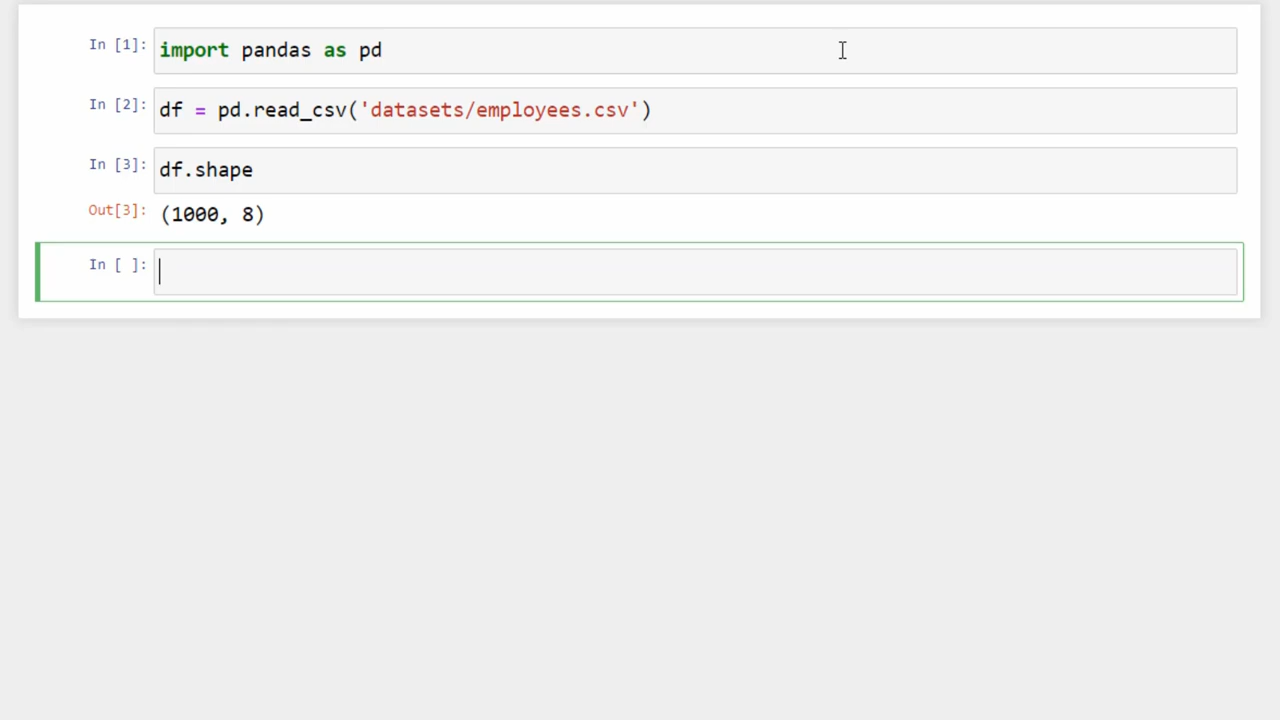 In [1]: import pandas as pd
In [2]: df = pd.read_csv('datasets/employees.csv')
In [3]: df.shape
Out[3]: (1000, 8)
In [ ]: